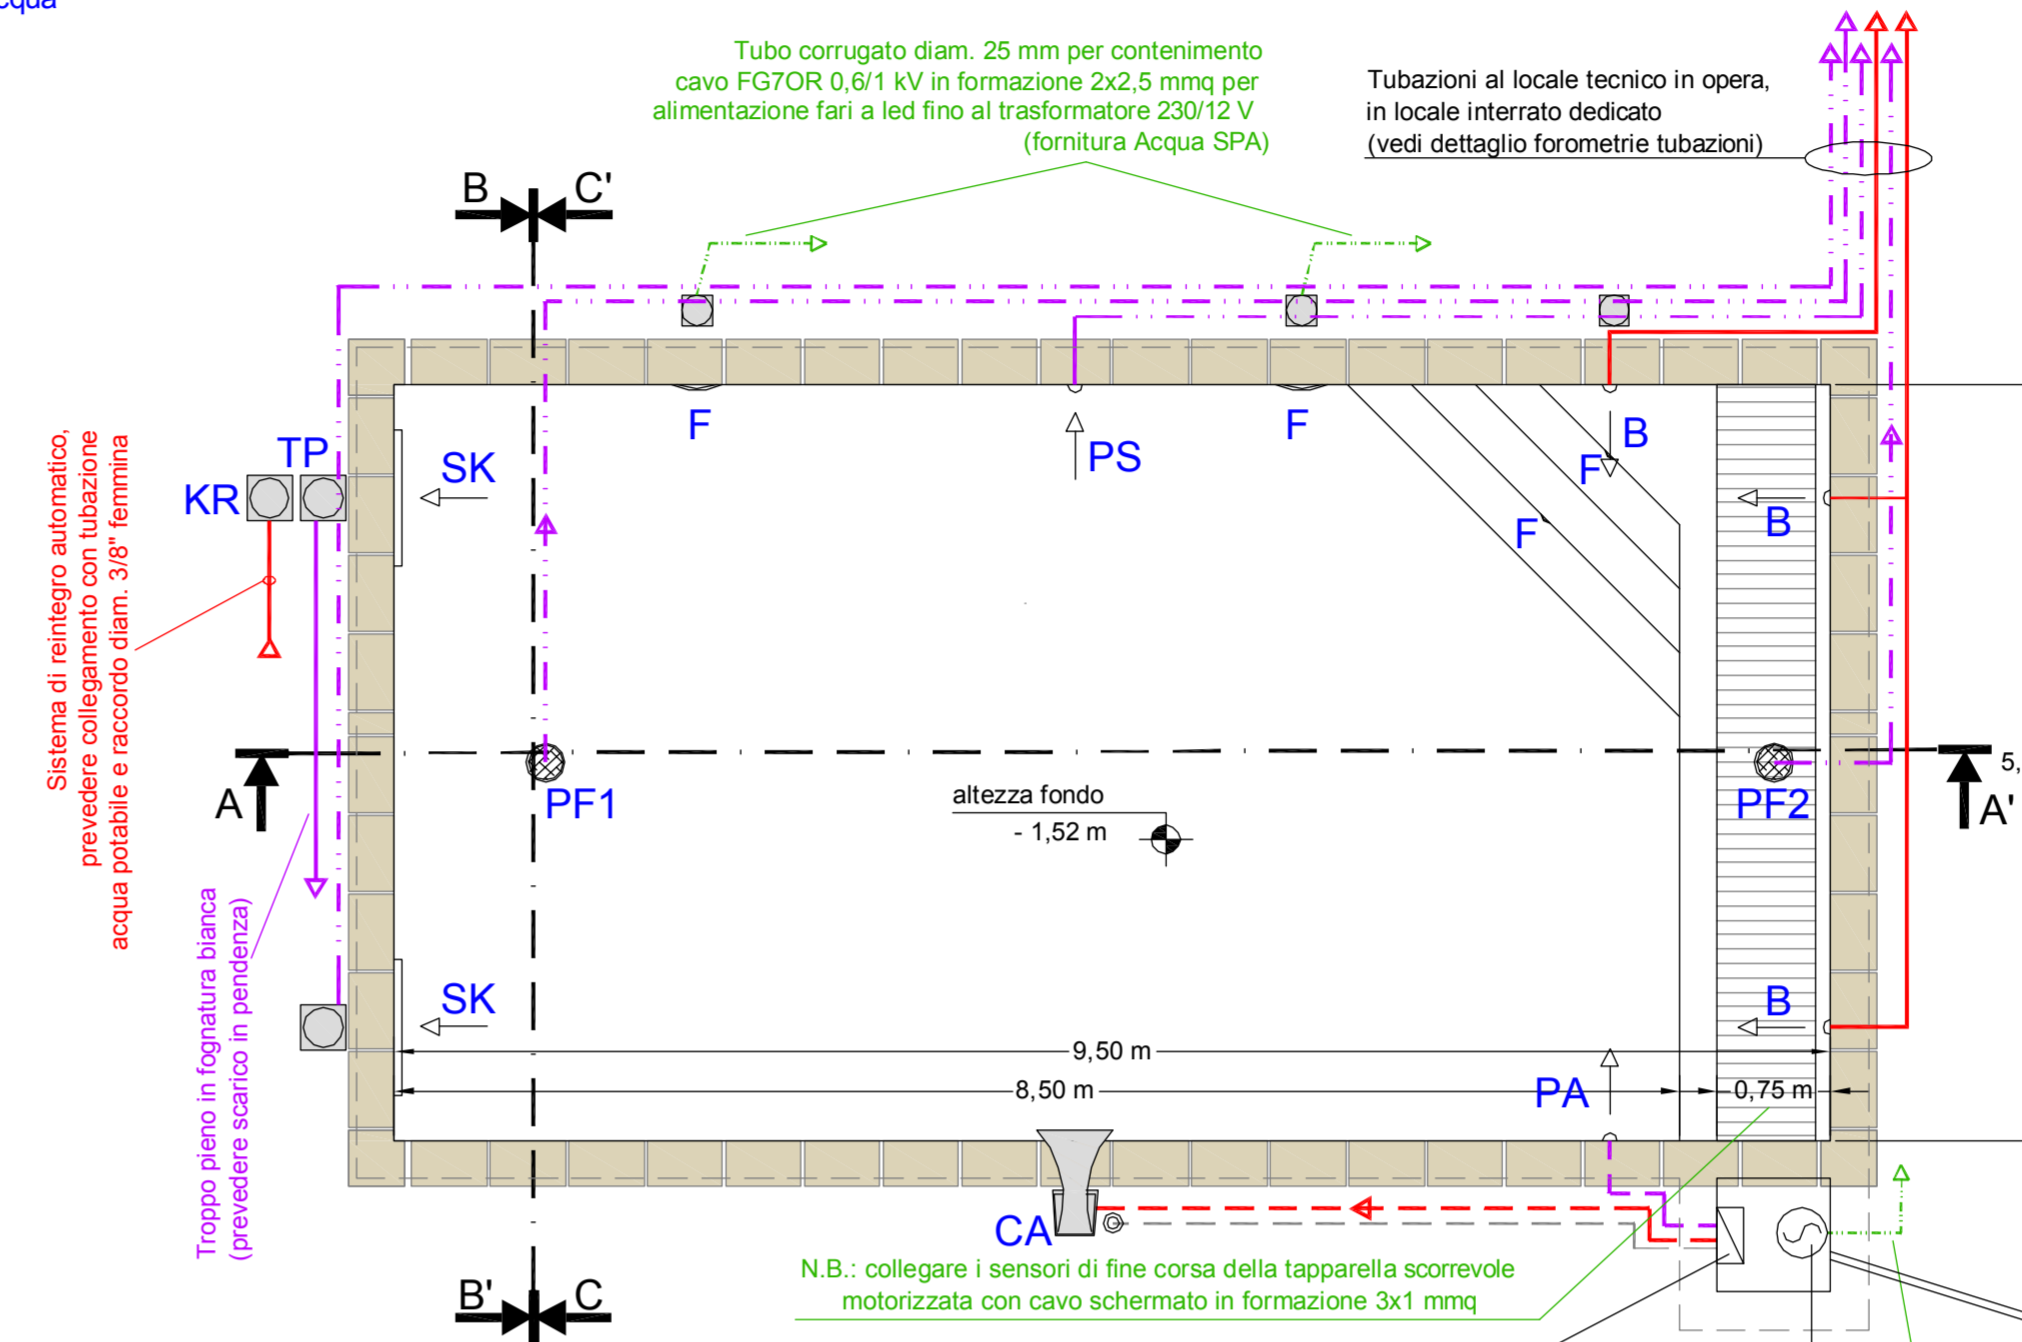 cqua
Tubo corrugato diam. 25 mm per contenimento
cavo FG7OR 0,6/1 kV in formazione 2x2,5 mmq per
alimentazione fari a led fino al trasformatore 230/12 V
(fornitura Acqua SPA)
Tubazioni al locale tecnico in opera,
in locale interrato dedicato
(vedi dettaglio forometrie tubazioni)
B C'
F
F
B
PS
F
F
B
TP
KR
SK
Sistema di reintegro automatico,
prevedere collegamento con tubazione
acqua potabile e raccordo diam. 3/8" femmina
A
PF1
altezza fondo
- 1,52 m
PF2
5,
A'
Troppo pieno in fognatura bianca
(prevedere scarico in pendenza)
SK
B
9,50 m
8,50 m
0,75 m
PA
CA
N.B.: collegare i sensori di fine corsa della tapparella scorrevole
motorizzata con cavo schermato in formazione 3x1 mmq
B' C